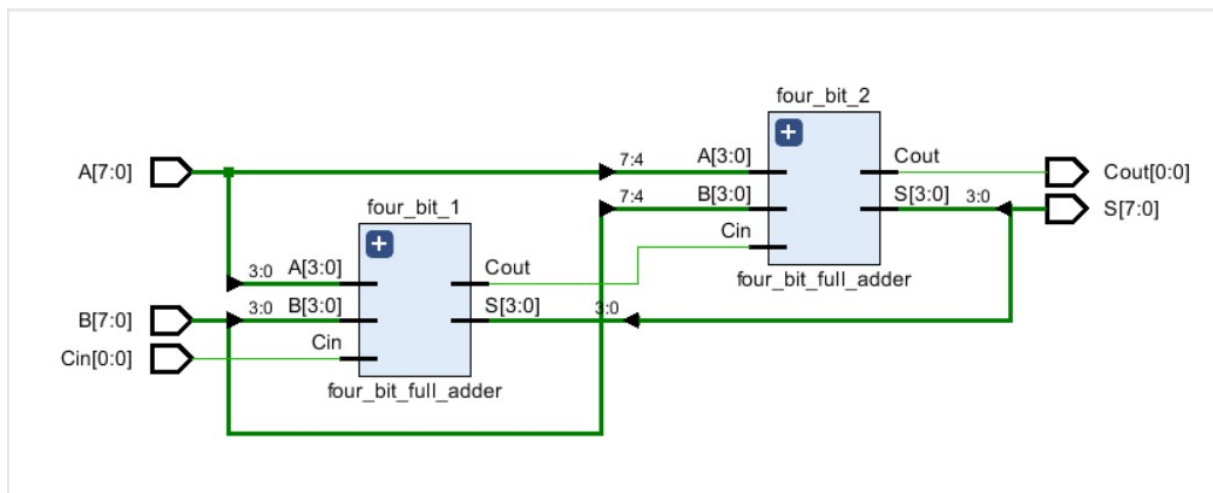 four_bit_2
A[7:0]
7:4
A[3:0]
Cout
Cout[0:0]
7:4
B[3:0]
S[3:0]
3:0
S[7:0]
Cin
four_bit_full_adder
four_bit_1
3:0
A[3:0]
Cout
B[7:0]
3:0
B[3:0]
S[3:0]
3:0
Cin[0:0]
Cin
four_bit_full_adder